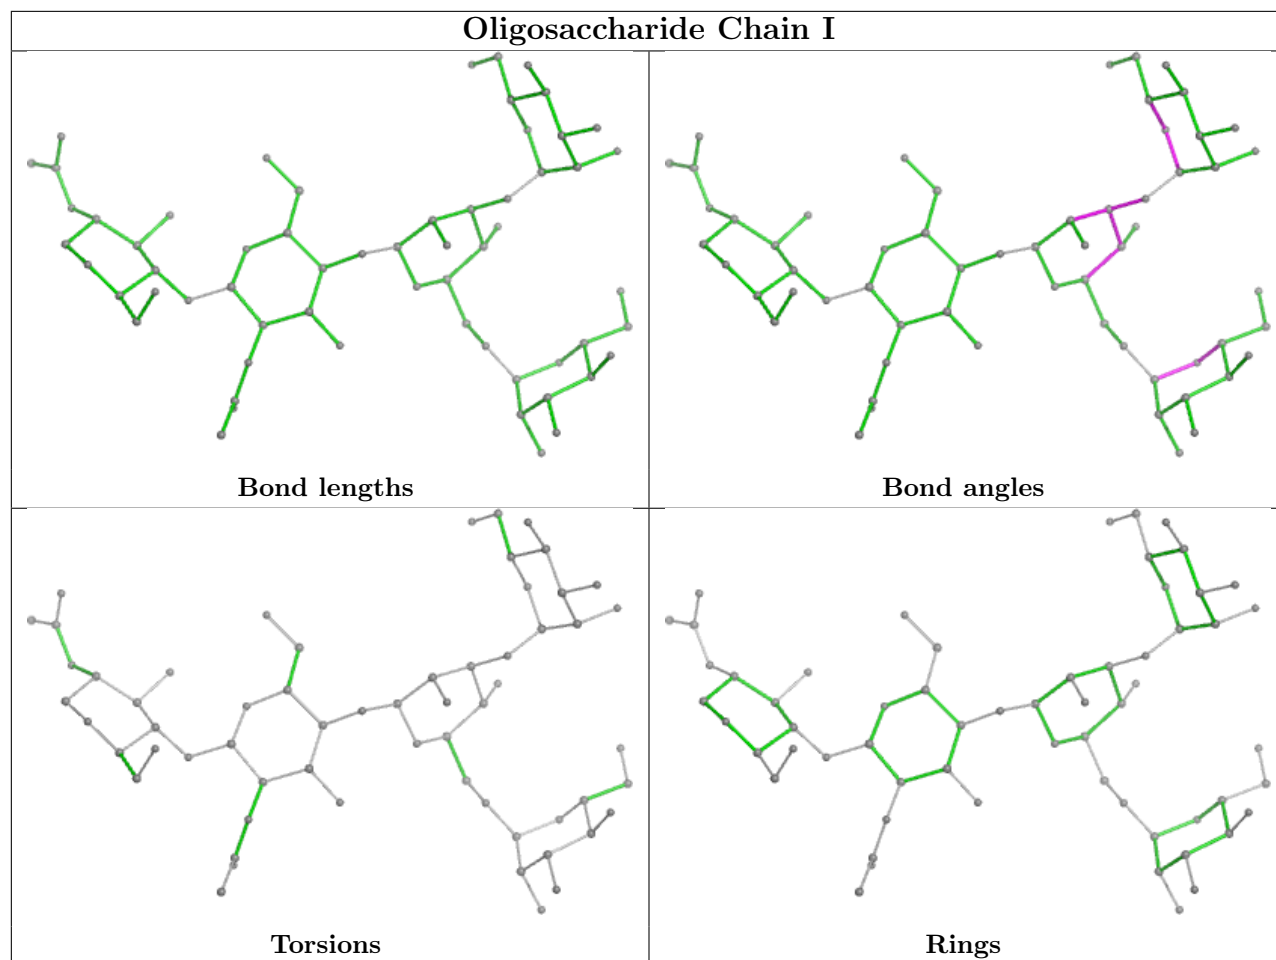 Oligosaccharide Chain I
Bond lengths
Bond angles
Torsions
Rings